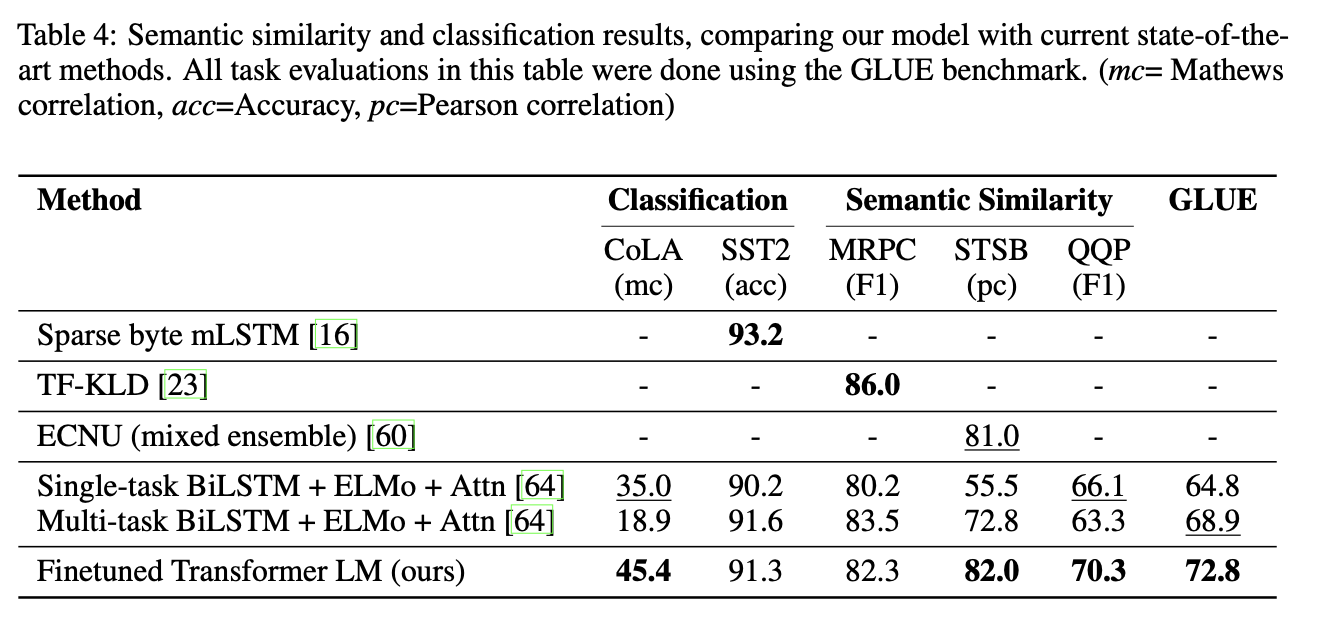 Table 4: Semantic similarity and classification results, comparing our model with current state-of-the-
art methods. All task evaluations in this table were done using the GLUE benchmark. (mc= Mathews
correlation, acc=Accuracy, pc=Pearson correlation)
Method Classification Semantic Similarity GLUE
CoLA SST2 MRPC STSB QQP
(mc) (acc) (F1) (pc) (F1)
Sparse byte mLSTM [16] - 93.2 - - - -
TF-KLD [23] - - 86.0 - - -
ECNU (mixed ensemble) [60] - - - 81.0 - -
Single-task BiLSTM + ELMo + Attn [64] 35.0 90.2 80.2 55.5 66.1 64.8
Multi-task BiLSTM + ELMo + Attn [64] 18.9 91.6 83.5 72.8 63.3 68.9
Finetuned Transformer LM (ours) 45.4 91.3 82.3 82.0 70.3 72.8